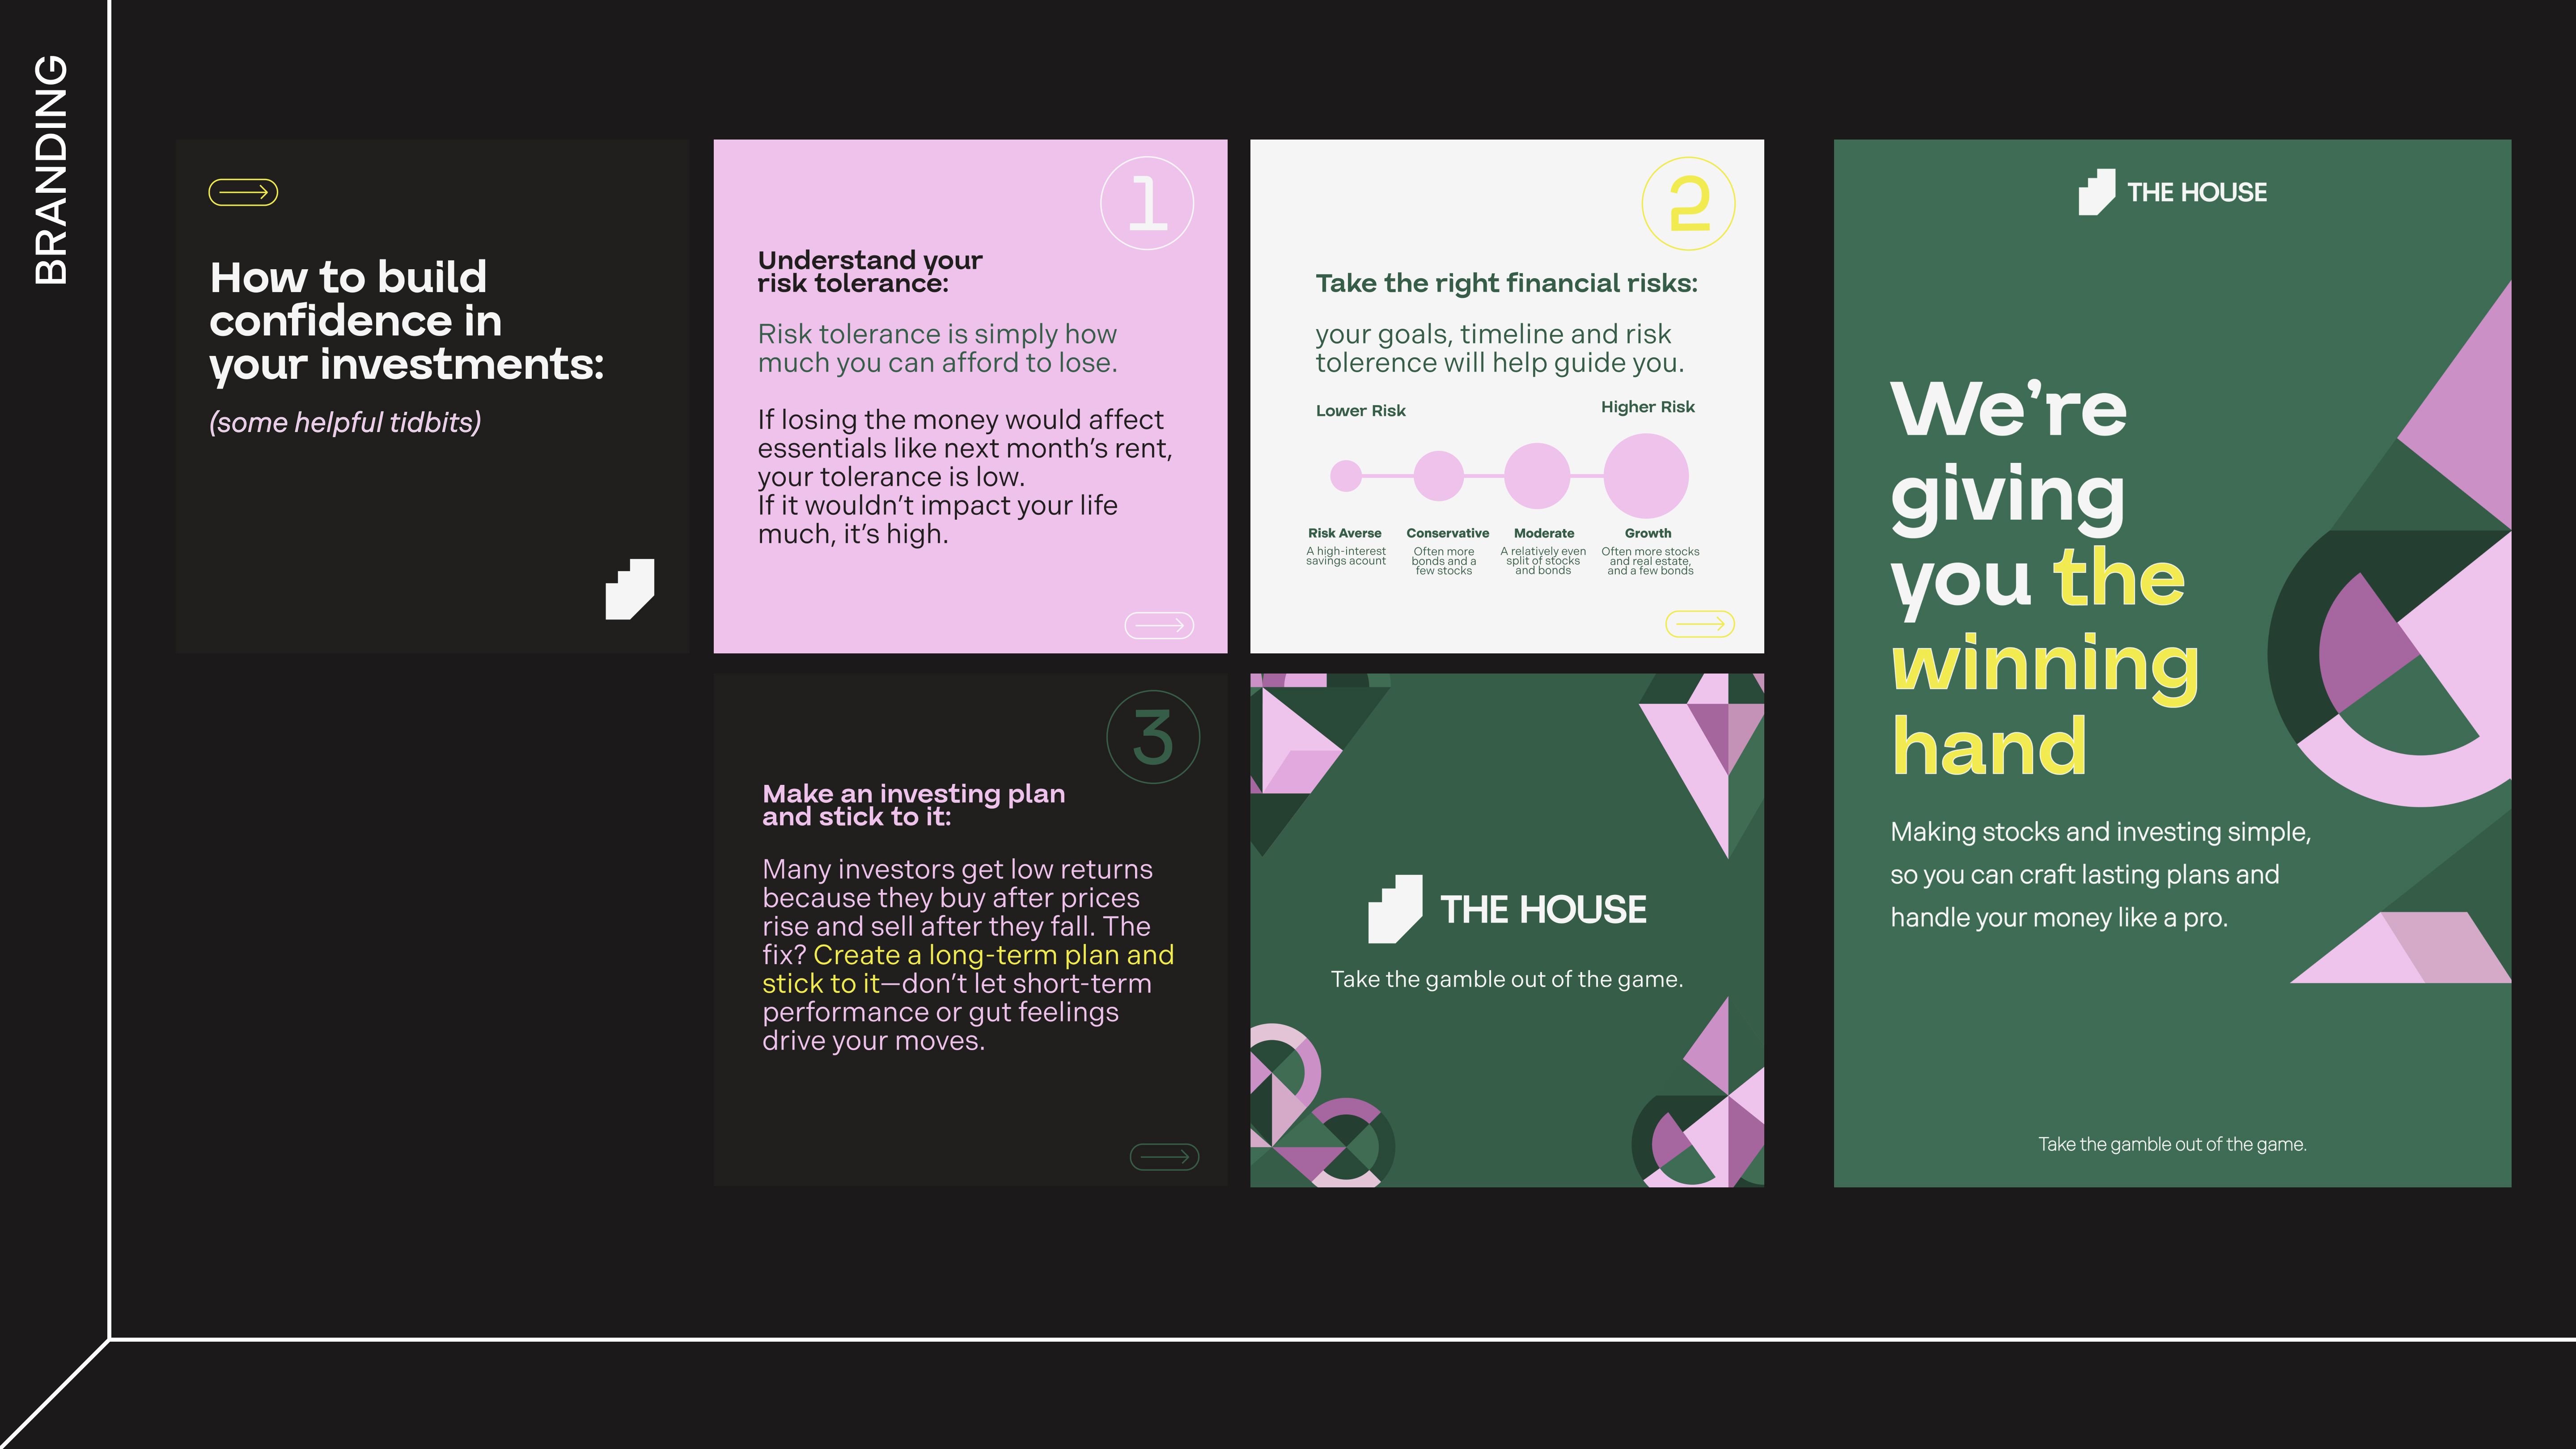 BRANDING
How to build
confidence in
your investments:
(some helpful tidbits)
1
Understand your
risk tolerance:
Risk tolerance is simply how
much you can afford to lose.
If losing the money would affect
essentials like next month's rent,
your tolerance is low.
If it wouldn't impact your life
much, it's high.
2
Take the right financial risks:
your goals, timeline and risk
tolerence will help guide you.
Lower Risk
Higher Risk
Risk Averse
A high-interest
savings acount
Conservative
Often more
bonds and a
few stocks
Moderate
A relatively even
split of stocks
and bonds
Growth
Often more stocks
and real estate,
and a few bonds
3
Make an investing plan
and stick to it:
Many investors get low returns
because they buy after prices
rise and sell after they fall. The
fix? Create a long-term plan and
stick to it—don't let short-term
performance or gut feelings
drive your moves.
THE HOUSE
Take the gamble out of the game.
THE HOUSE
We're
giving
you the
winning
hand
Making stocks and investing simple,
so you can craft lasting plans and
handle your money like a pro.
Take the gamble out of the game.